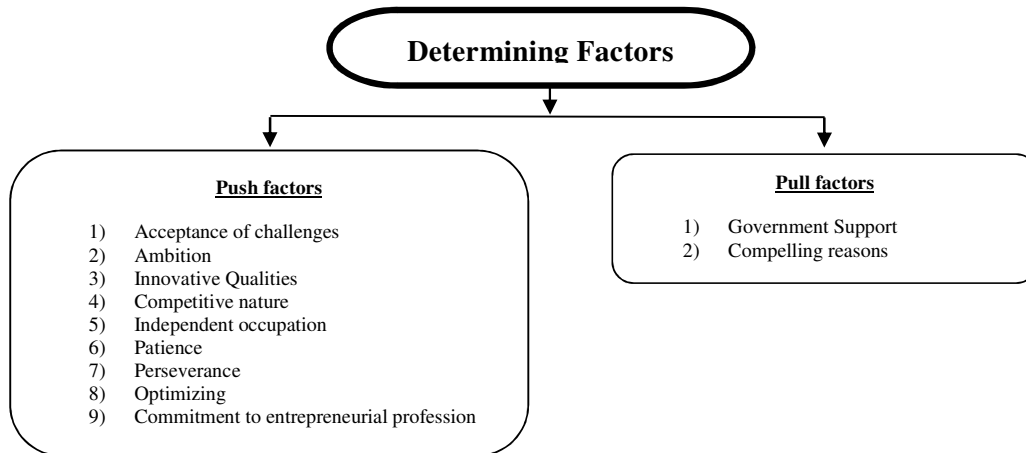 Determining Factors
Push factors
1) Acceptance of challenges
2) Ambition
3) Innovative Qualities
4) Competitive nature
5) Independent occupation
6) Patience
7) Perseverance
8) Optimizing
9) Commitment to entrepreneurial profession
Pull factors
1) Government Support
2) Compelling reasons